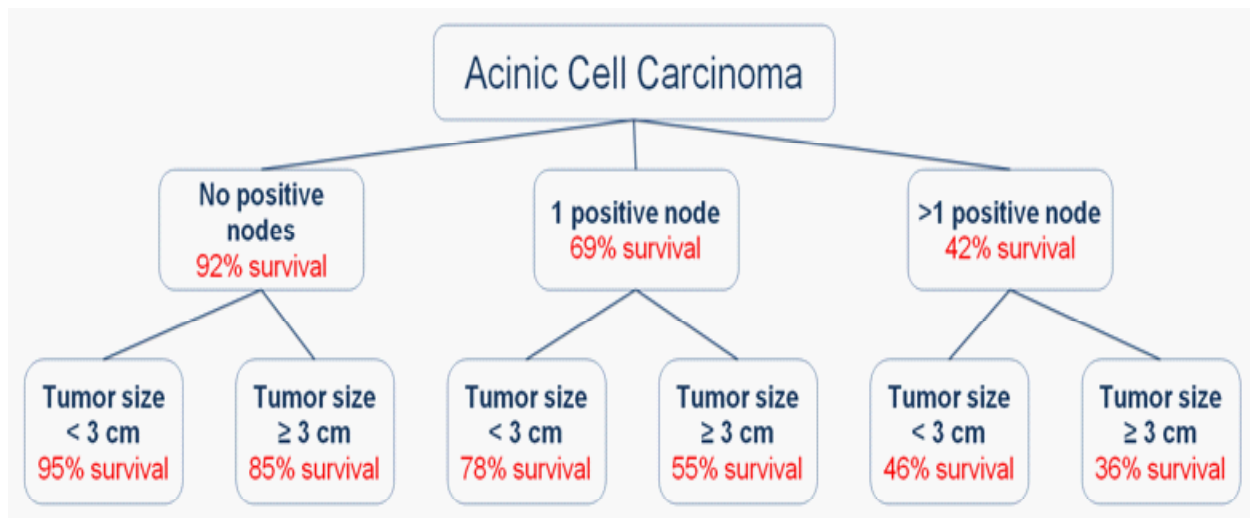 Acinic Cell Carcinoma
No positive
nodes
92% survival
1 positive node
69% survival
>1 positive node
42% survival
Tumor size
< 3 cm
95% survival
Tumor size
≥ 3 cm
85% survival
Tumor size
< 3 cm
78% survival
Tumor size
≥ 3 cm
55% survival
Tumor size
< 3 cm
46% survival
Tumor size
≥ 3 cm
36% survival